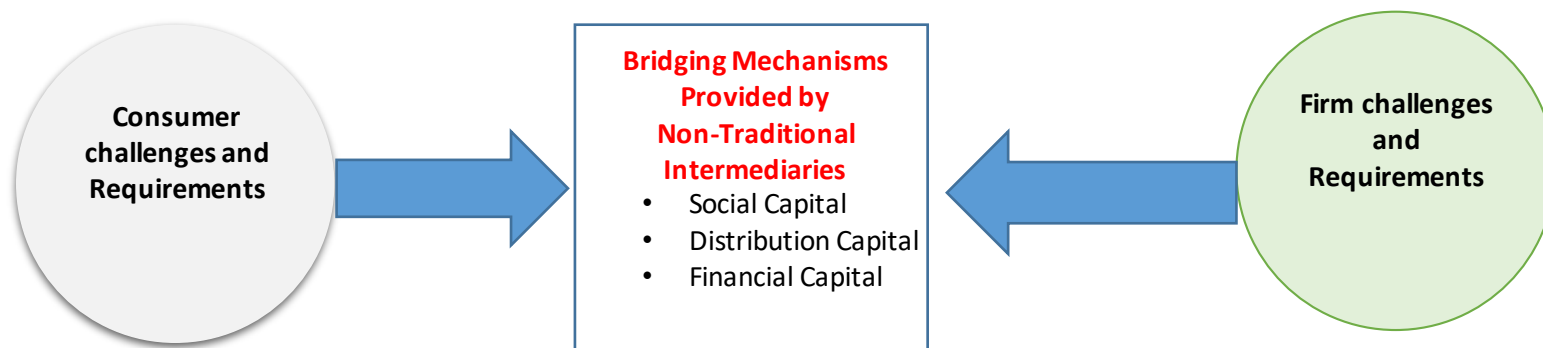 Consumer
challenges and
Requirements
Bridging Mechanisms
Provided by
Non-Traditional
Intermediaries
• Social Capital
• Distribution Capital
• Financial Capital
Firm challenges
and
Requirements